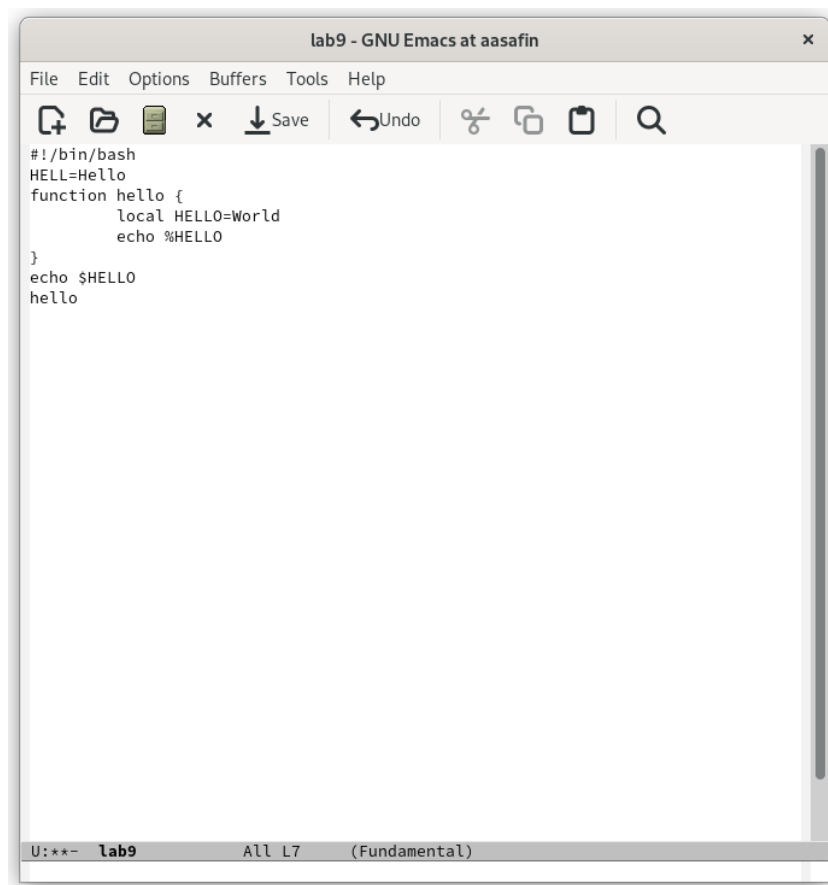 lab9 - GNU Emacs at aasafin
File Edit Options Buffers Tools Help
Save Undo
#!/bin/bash
HELL=Hello
function hello {
        local HELLO=World
        echo %HELLO
}
echo $HELLO
hello
U:**- lab9 All L7 (Fundamental)